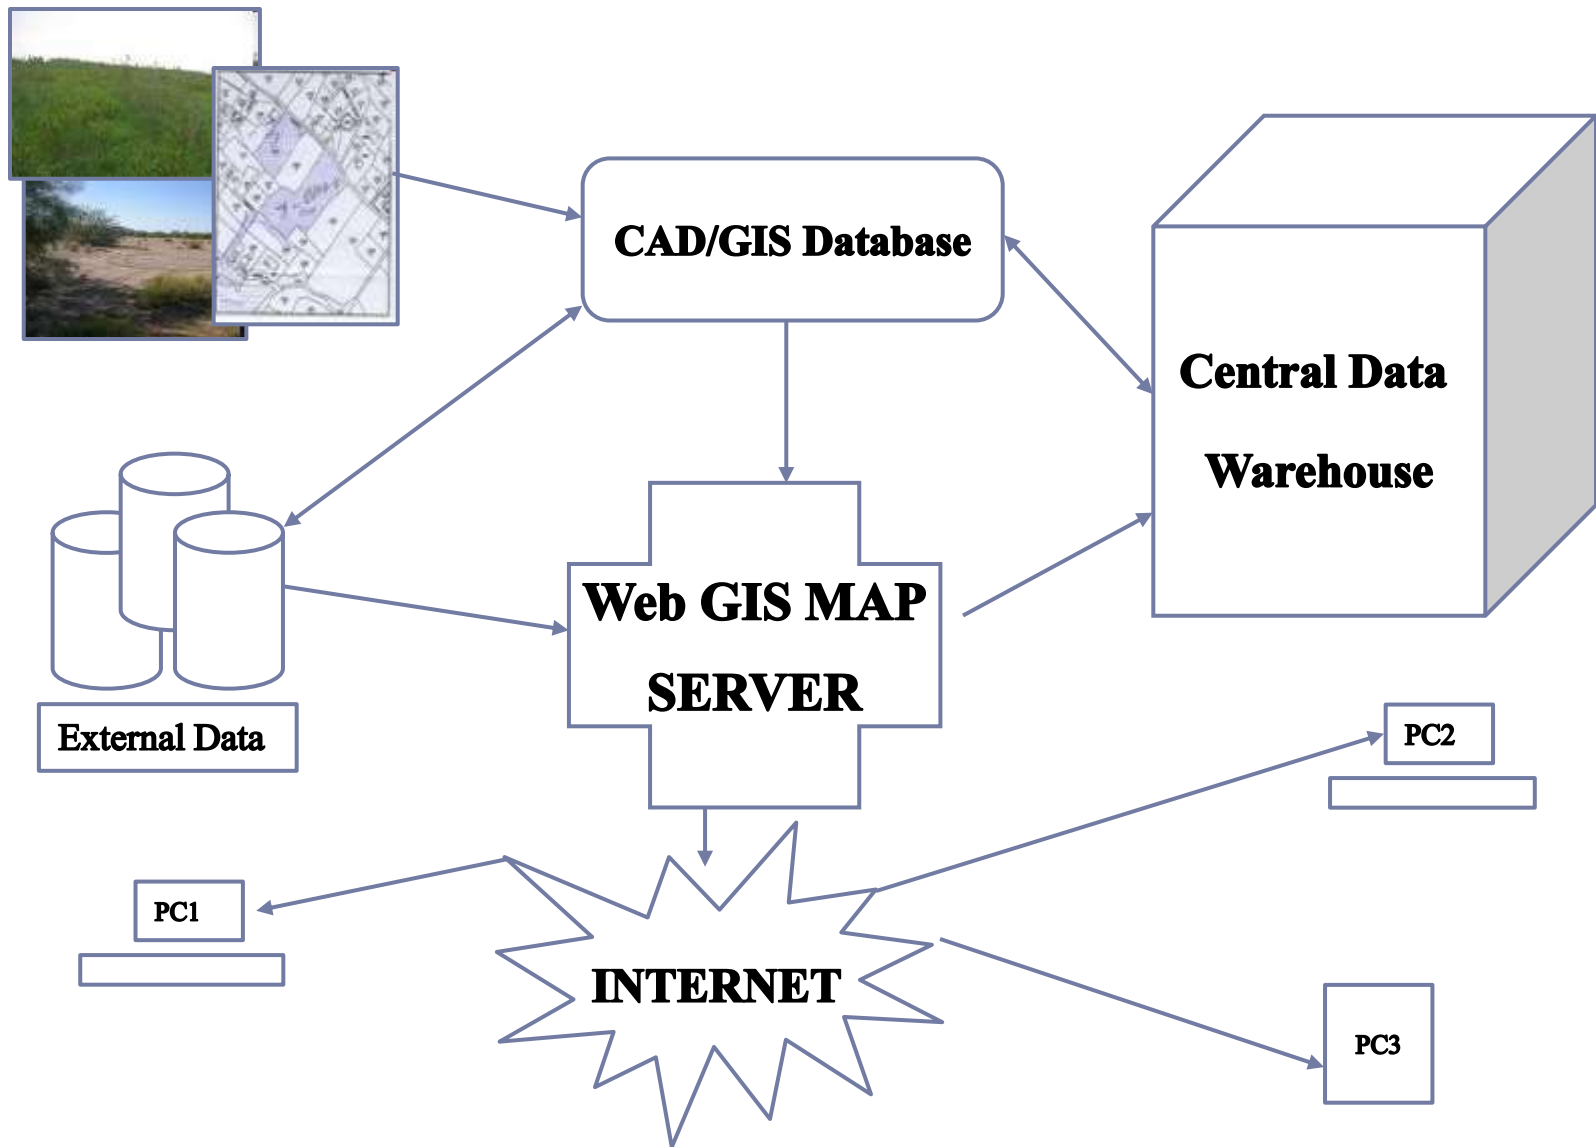 CAD/GIS Database
Central Data
Warehouse
Web GIS MAP
SERVER
External Data
PC2
PC1
INTERNET
PC3